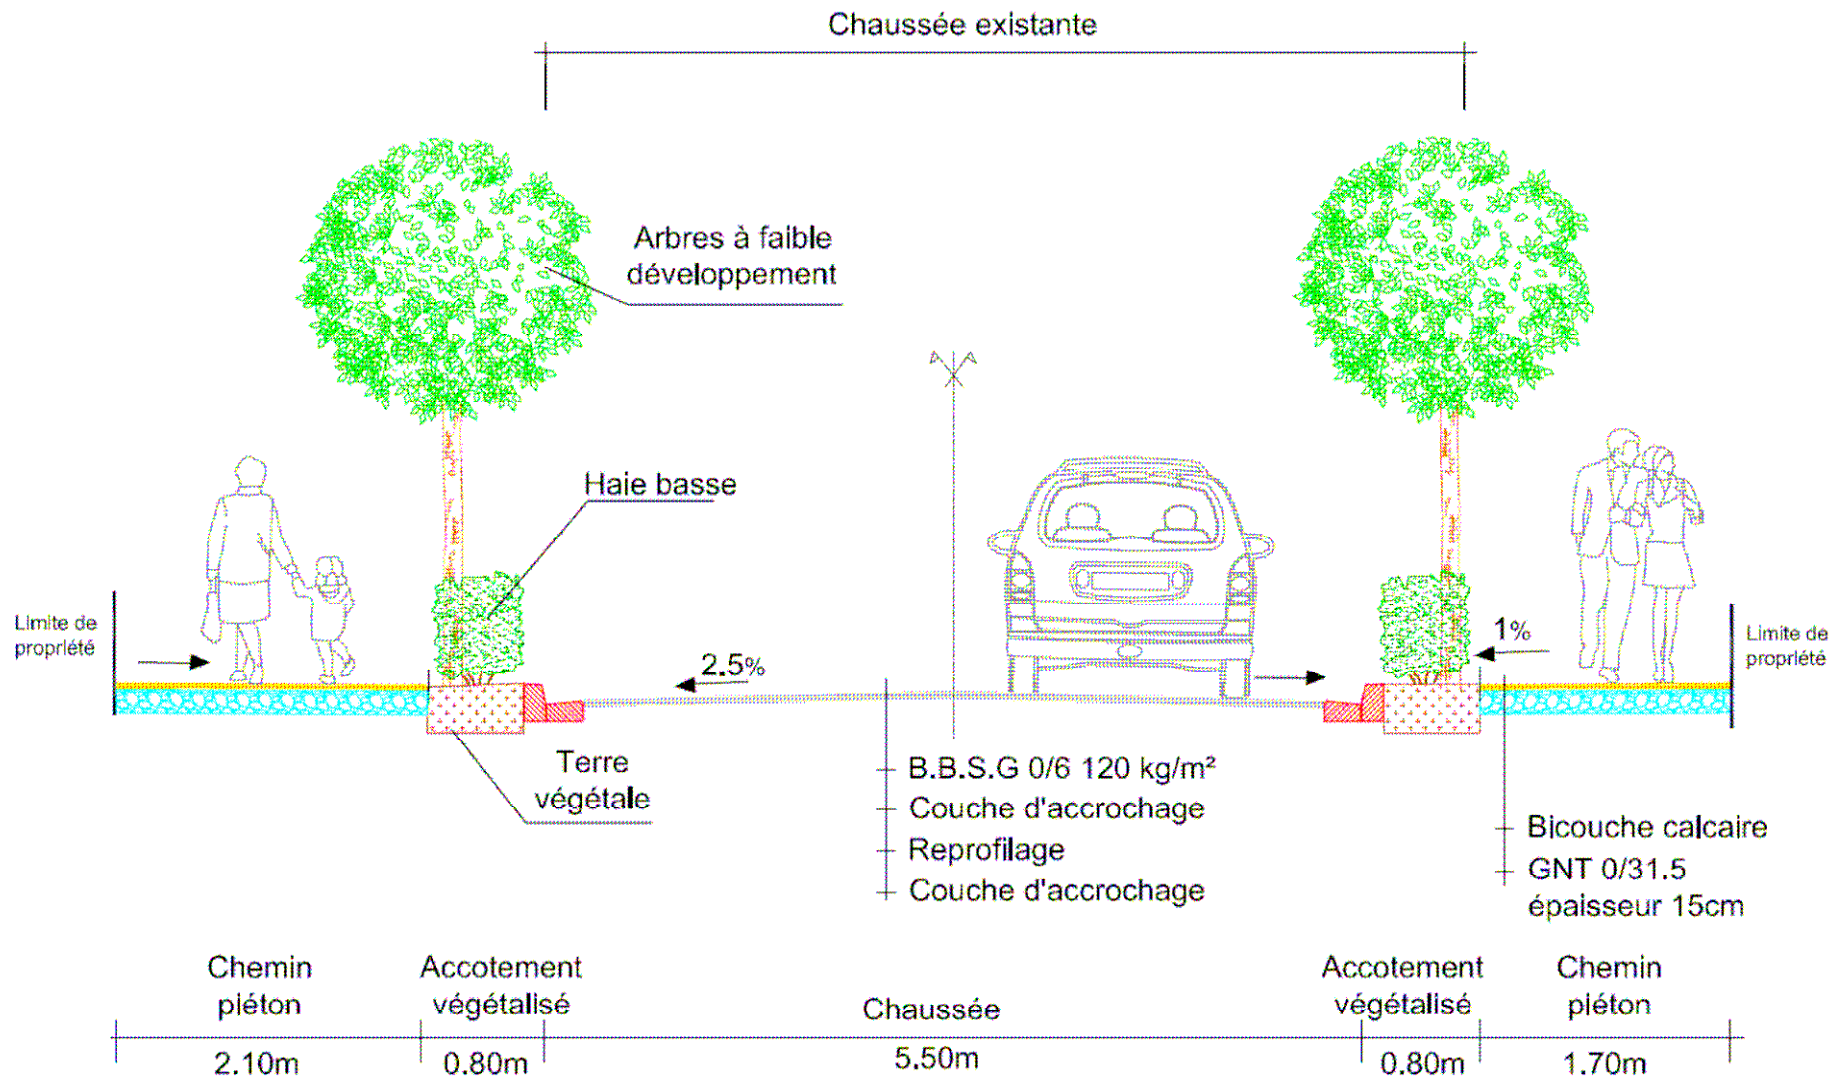 Chaussée existante
Arbres à faible
développement
Haie basse
Limite de
propriété
2.5%
1%
Limite de
propriété
Terre
végétale
B.B.S.G 0/6 120 kg/m²
Couche d'accrochage
Reprofilage
Couche d'accrochage
Bicouche calcaire
GNT 0/31.5
épaisseur 15cm
Chemin
piéton
Accotement
végétalisé
Chaussée
Accotement
végétalisé
Chemin
piéton
2.10m
0.80m
5.50m
0.80m
1.70m